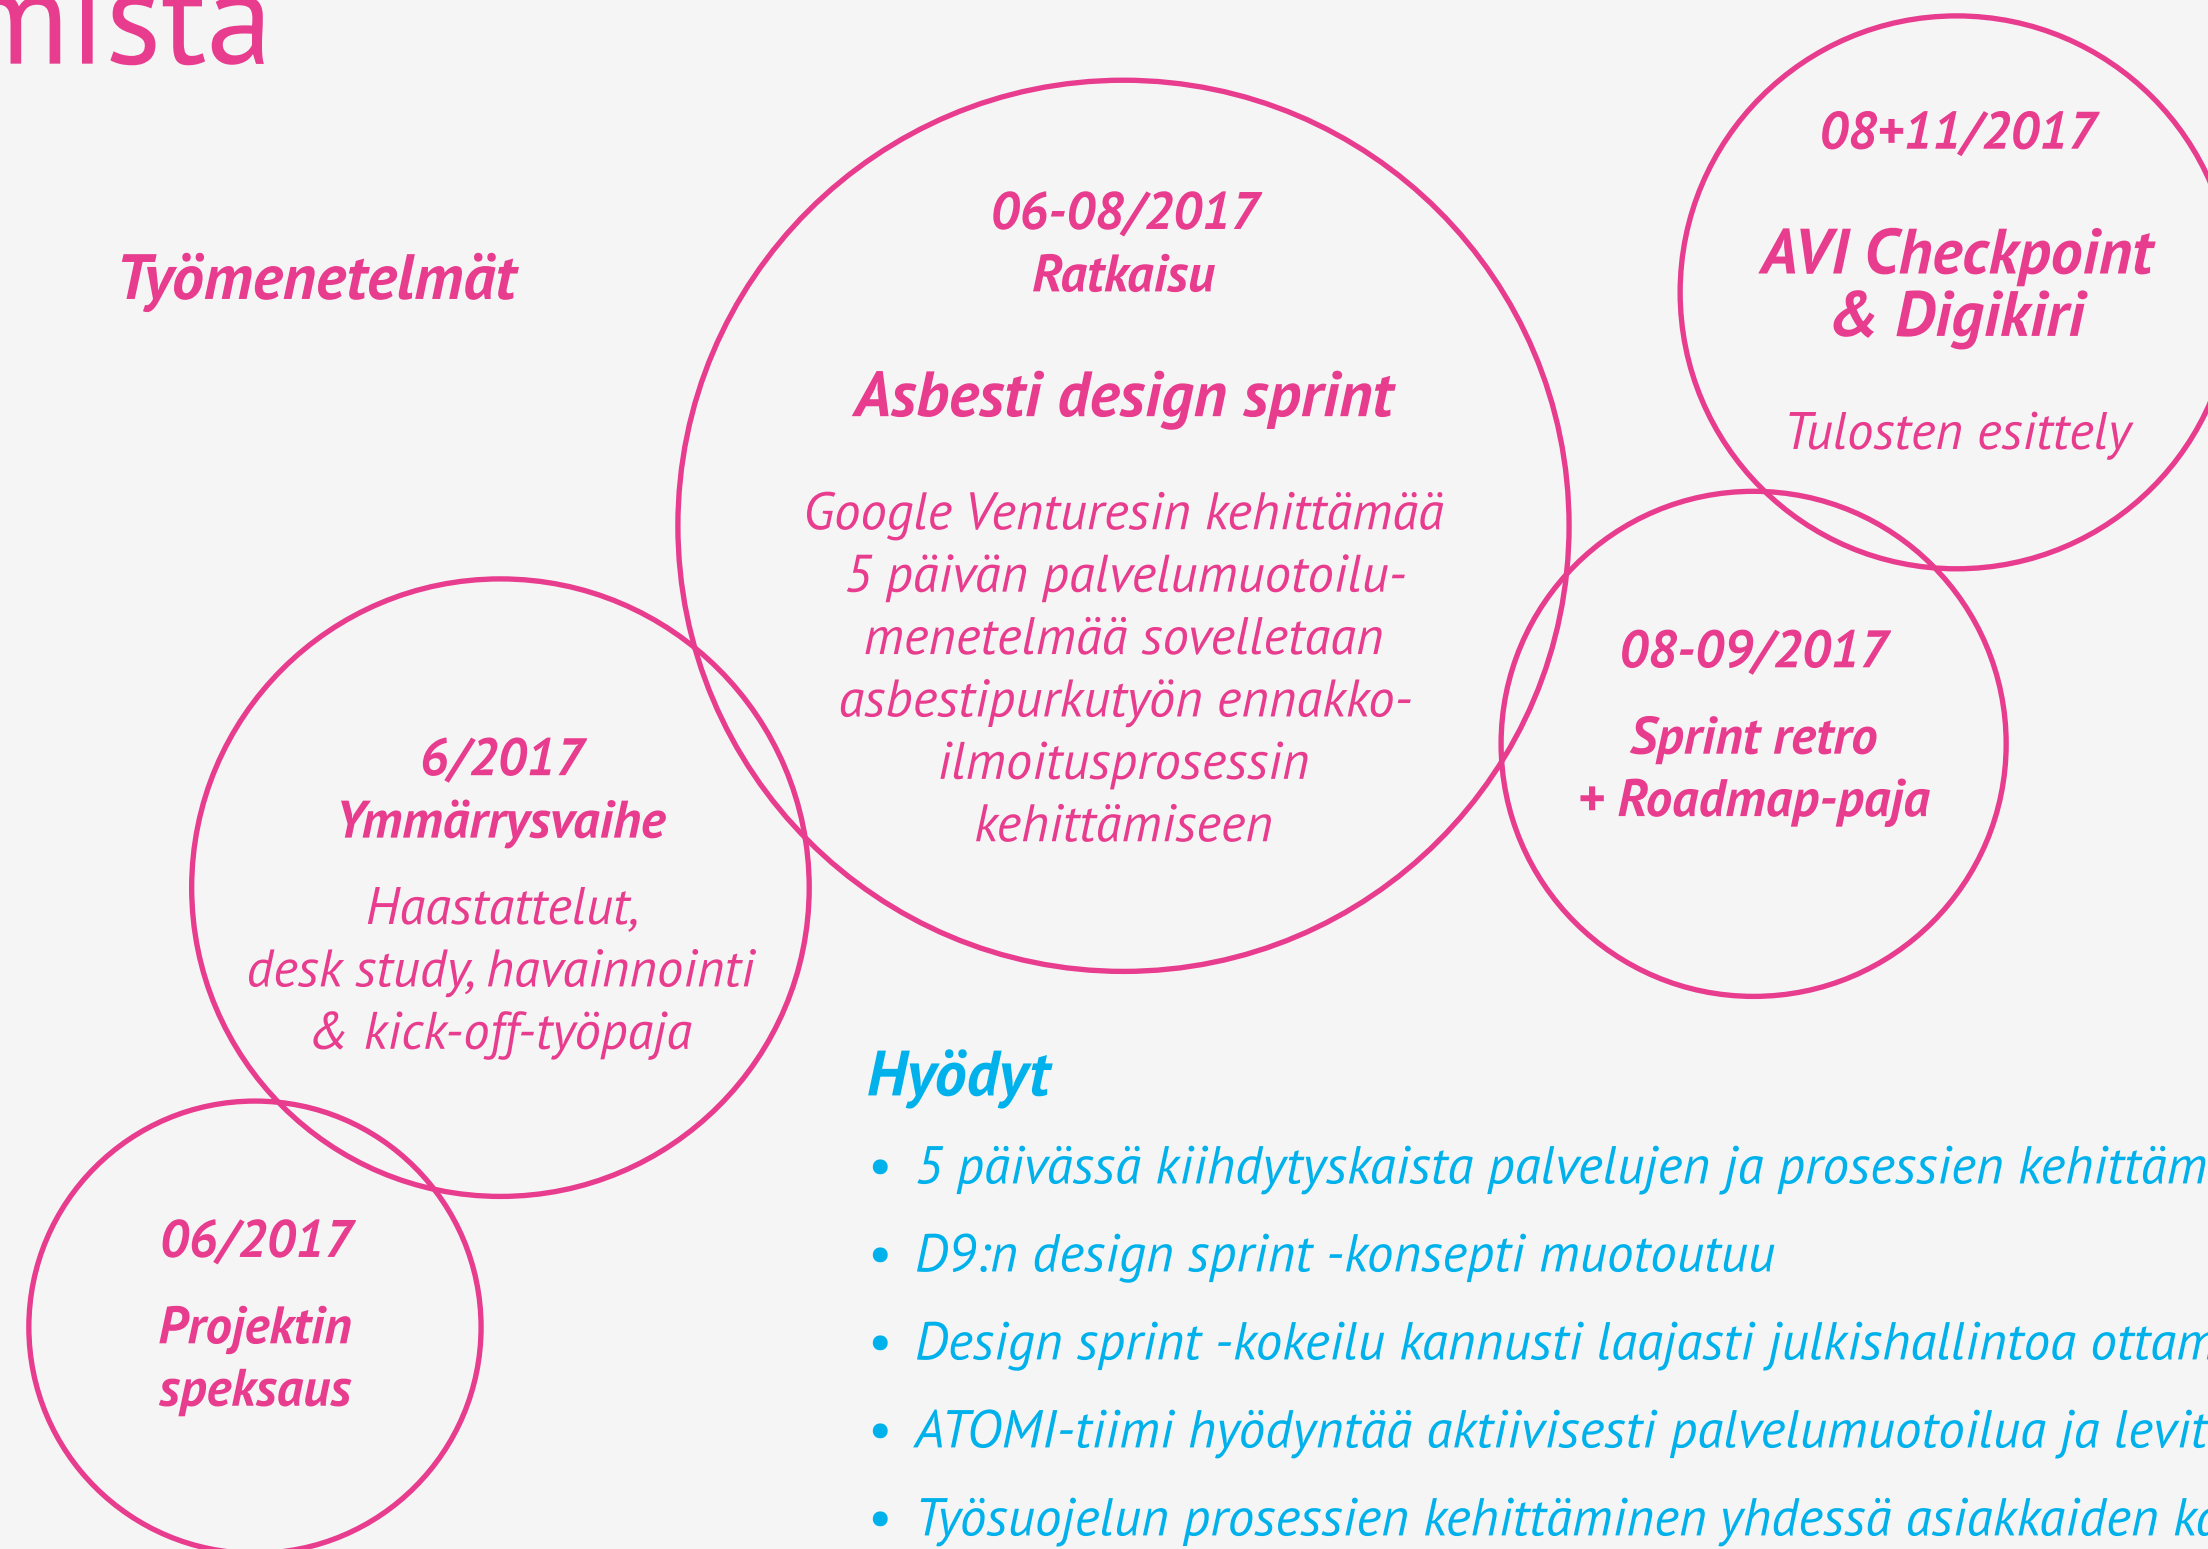 Työmenetelmät
06/2017
Projektin
speksaus
6/2017
Ymmärrysvaihe
Haastattelut,
desk study, havainnointi
& kick-off-työpaja
06-08/2017
Ratkaisu
Asbesti design sprint
Google Venturesin kehittämää
5 päivän palvelumuotoilu-
menetelmää sovelletaan
asbestipurkutyön ennakko-
ilmoitusprosessin
kehittämiseen
08-09/2017
Sprint retro
+ Roadmap-paja
08+11/2017
AVI Checkpoint
& Digikiri
Tulosten esittely
Hyödyt
• 5 päivässä kiihdytyskaista palvelujen ja prosessien
• D9:n design sprint -konsepti muotoutuu
• Design sprint -kokeilu kannusti laajasti julkishallintoa
• ATOMI-tiimi hyödyntää aktiivisesti palvelumuotoilua ja
• Työsuojelun prosessien kehittäminen yhdessä asiakkaiden